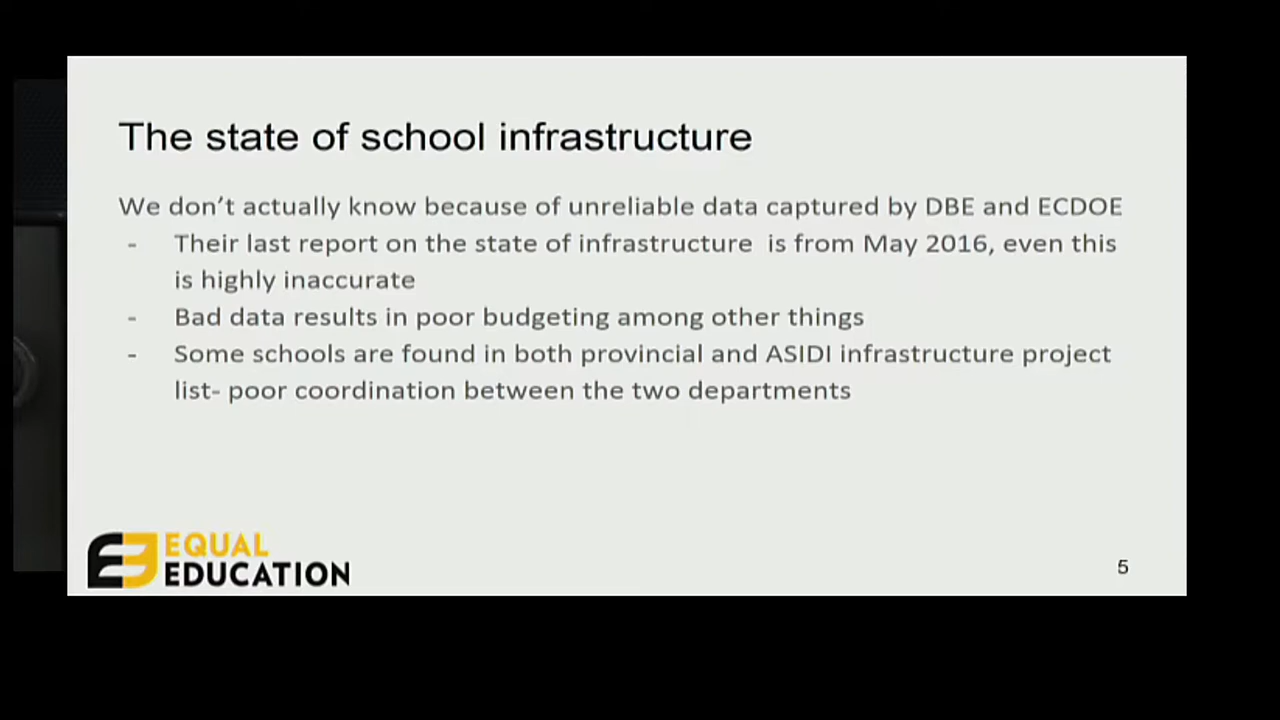 The state of school infrastructure
We don't actually know because of unreliable data captured by DBE and ECDOE
- Their last report on the state of infrastructure  is from May 2016, even this
is highly inaccurate
- Bad data results in poor budgeting among other things
- Some schools are found in both provincial and ASIDI infrastructure project
list- poor coordination between the two departments
EQUAL
EDUCATION
5